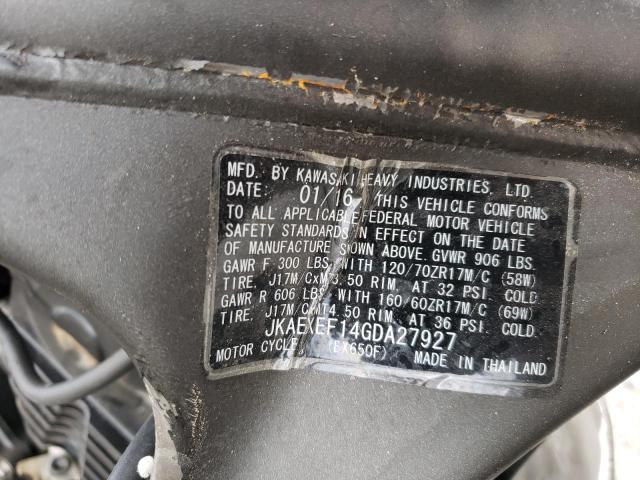 MFD. BY KAWASAKI HEAVY INDUSTRIES, LTD.
DATE: 01/16 THIS VEHICLE CONFORMS
TO ALL APPLICABLE FEDERAL MOTOR VEHICLE
SAFETY STANDARDS IN EFFECT ON THE DATE
OF MANUFACTURE SHOWN ABOVE. GVWR 906 LBS.
GAWR F 300 LBS. WITH 120/70ZR17M/C (58W)
TIRE, J17M/CxMT3.50 RIM, AT 32 PSI. COLD
GAWR R 606 LBS. WITH 160/60ZR17M/C (69W)
TIRE, J17M/CxMT4.50 RIM, AT 36 PSI. COLD.
JKAEXEF14GDA27927
MOTOR CYCLE (EX650F) MADE IN THAILAND